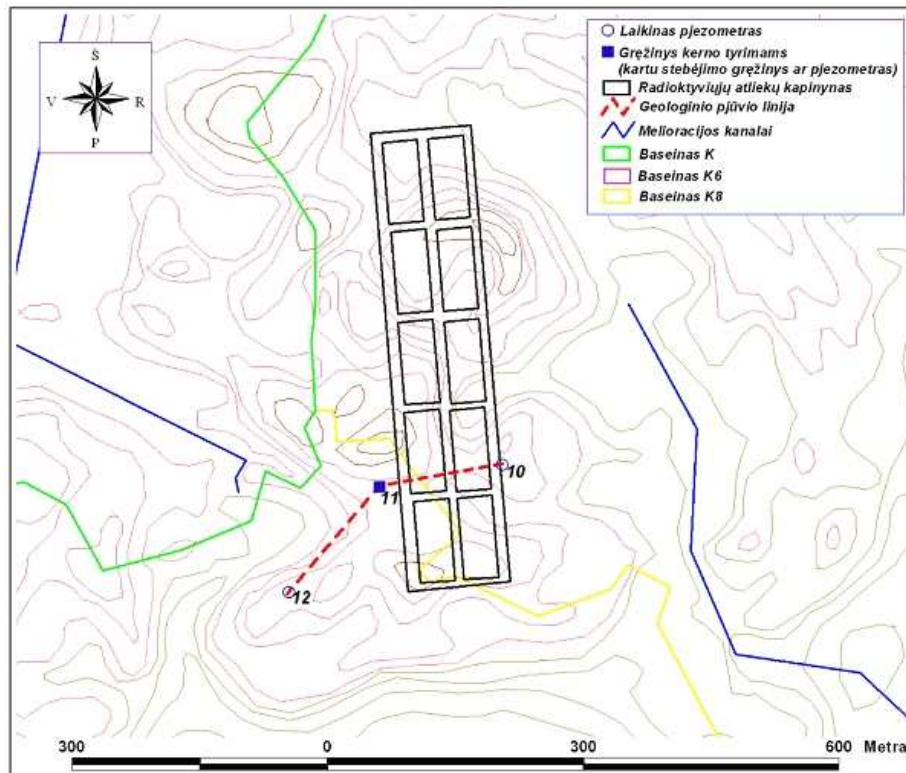 Š
V R
P
Laikinas pjezometras
Gręžinys kerno tyrimams
(kartu stebėjimo gręžinys ar pjezometras)
Radioktyviųjų atliekų kapinynas
Geologinio pjūvio linija
Melioracijos kanalai
Baseinas K
Baseinas K6
Baseinas K8
10
11
12
300 0 300 600 Metra